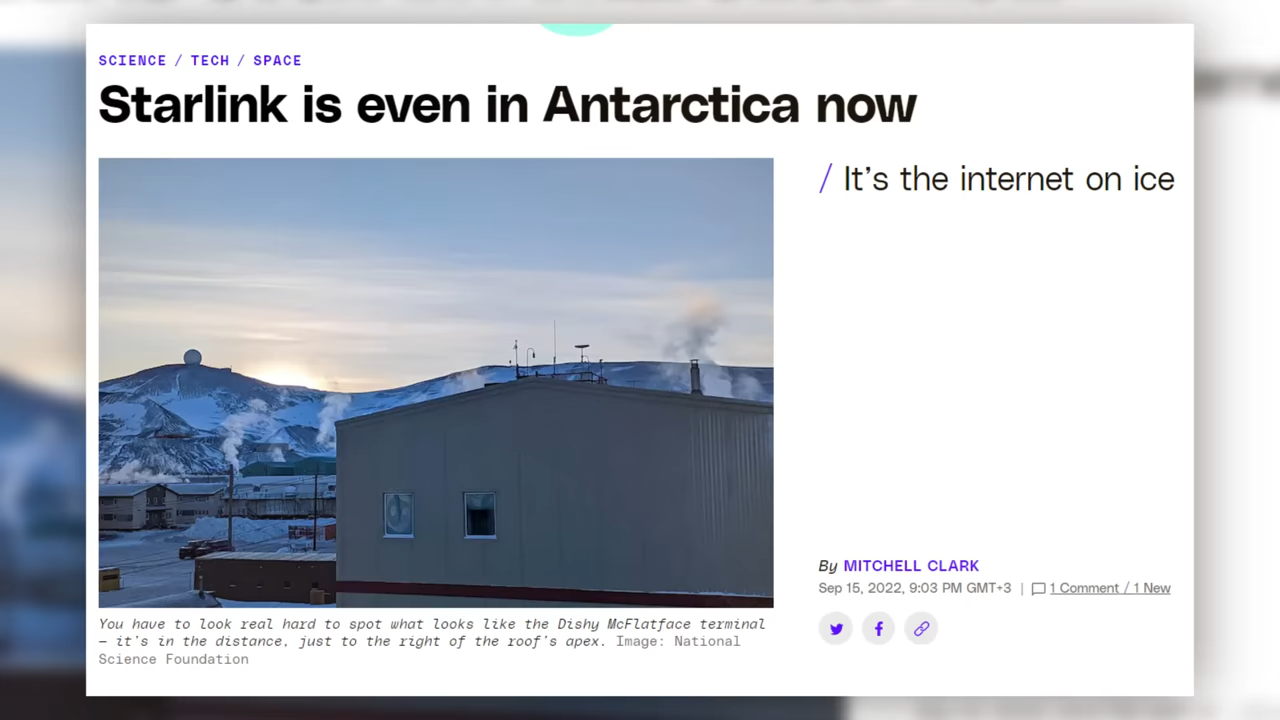 SCIENCE / TECH / SPACE
Starlink is even in Antarctica now
/ It’s the internet on ice
By MITCHELL CLARK
Sep 15, 2022, 9:03 PM GMT+3 | 1 Comment / 1 New
You have to look real hard to spot what looks like the Dishy McFlatface terminal
— it’s in the distance, just to the right of the roof’s apex. Image: National
Science Foundation